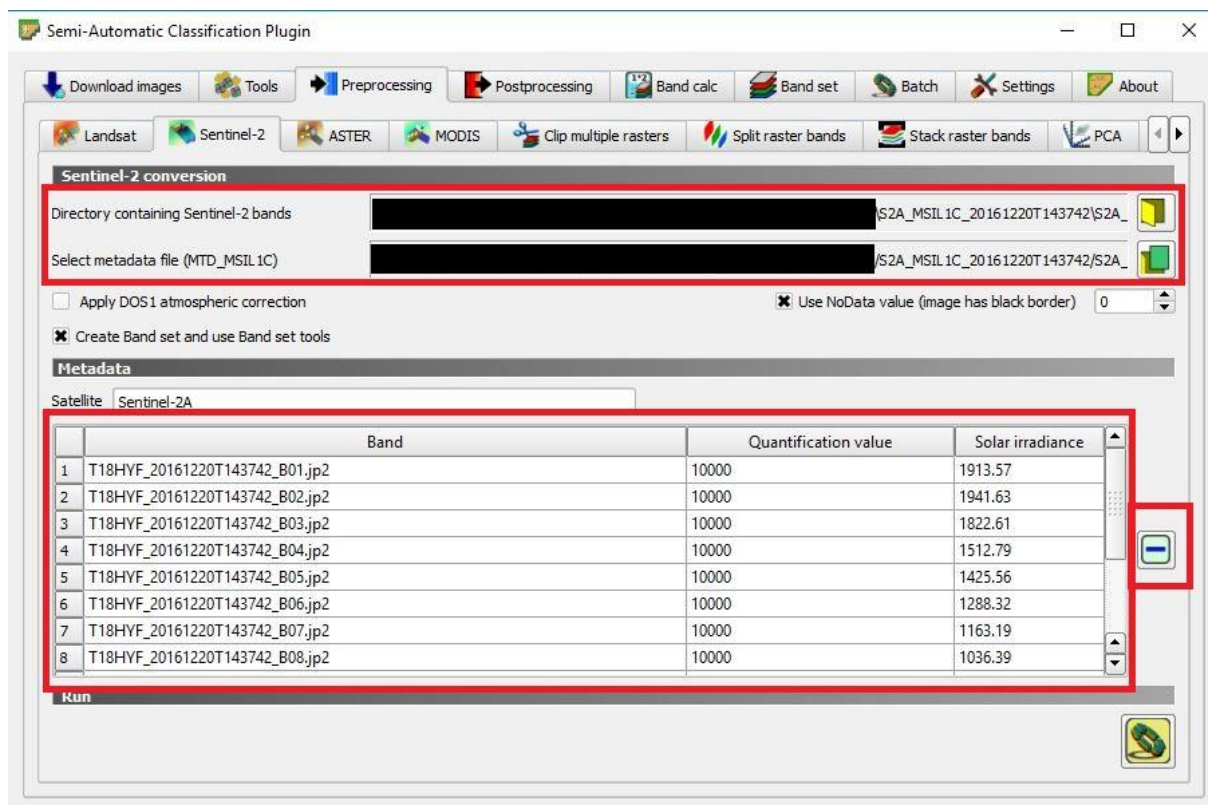 Semi-Automatic Classification Plugin
Download images Tools Preprocessing Postprocessing Band calc Band set Batch Settings About
Landsat Sentinel-2 ASTER MODIS Clip multiple rasters Split raster bands Stack raster bands PCA
Sentinel-2 conversion
Directory containing Sentinel-2 bands \S2A_MSIL1C_20161220T143742\S2A_
Select metadata file (MTD_MSIL1C) /S2A_MSIL1C_20161220T143742/S2A_
Apply DOS1 atmospheric correction Use NoData value (image has black border) 0
Create Band set and use Band set tools
Metadata
Satellite Sentinel-2A
Band Quantification value Solar irradiance
1 T18HYF_20161220T143742_B01.jp2 10000 1913.57
2 T18HYF_20161220T143742_B02.jp2 10000 1941.63
3 T18HYF_20161220T143742_B03.jp2 10000 1822.61
4 T18HYF_20161220T143742_B04.jp2 10000 1512.79
5 T18HYF_20161220T143742_B05.jp2 10000 1425.56
6 T18HYF_20161220T143742_B06.jp2 10000 1288.32
7 T18HYF_20161220T143742_B07.jp2 10000 1163.19
8 T18HYF_20161220T143742_B08.jp2 10000 1036.39
Run